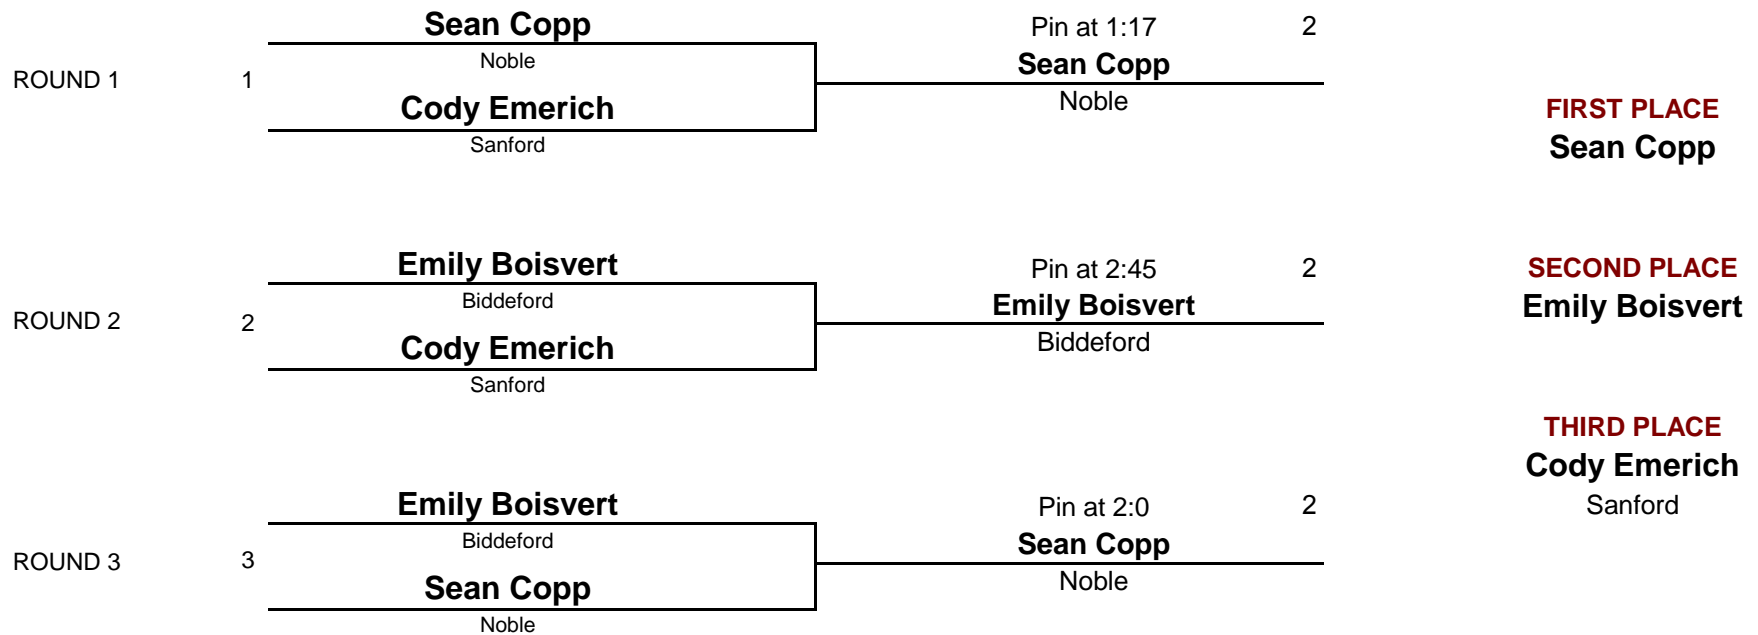 Sean Copp
Pin at 1:17 2
Noble
Sean Copp
ROUND 1 1
Cody Emerich
Noble
Sanford
FIRST PLACE
Sean Copp
Emily Boisvert
Pin at 2:45 2
Biddeford
Emily Boisvert
ROUND 2 2
Cody Emerich
Biddeford
Sanford
SECOND PLACE
Emily Boisvert
THIRD PLACE
Cody Emerich
Sanford
Emily Boisvert
Pin at 2:0 2
Biddeford
Sean Copp
ROUND 3 3
Sean Copp
Noble
Noble